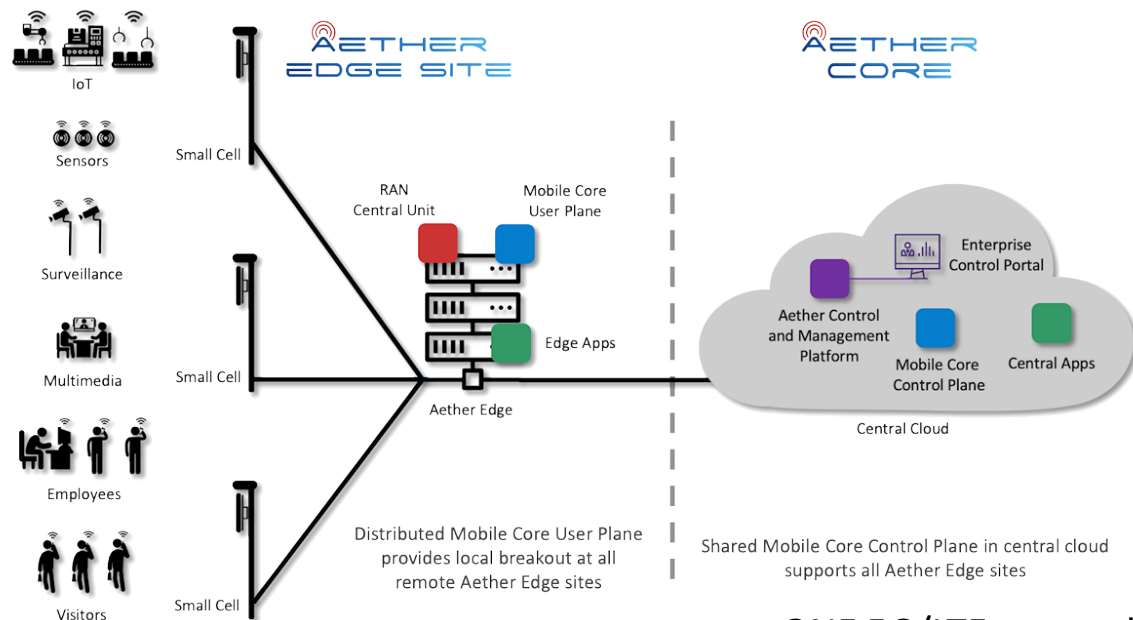 AETHER
EDGE SITE
AETHER
CORE
IoT
Sensors
Surveillance
Multimedia
Employees
Visitors
Small Cell
Small Cell
Small Cell
RAN
Central Unit
Mobile Core
User Plane
Edge Apps
Aether Edge
Distributed Mobile Core User Plane
provides local breakout at all
remote Aether Edge sites
Enterprise
Control Portal
Aether Control
and Management
Platform
Mobile Core
Control Plane
Central Apps
Central Cloud
Shared Mobile Core Control Plane in central cloud
supports all Aether Edge sites